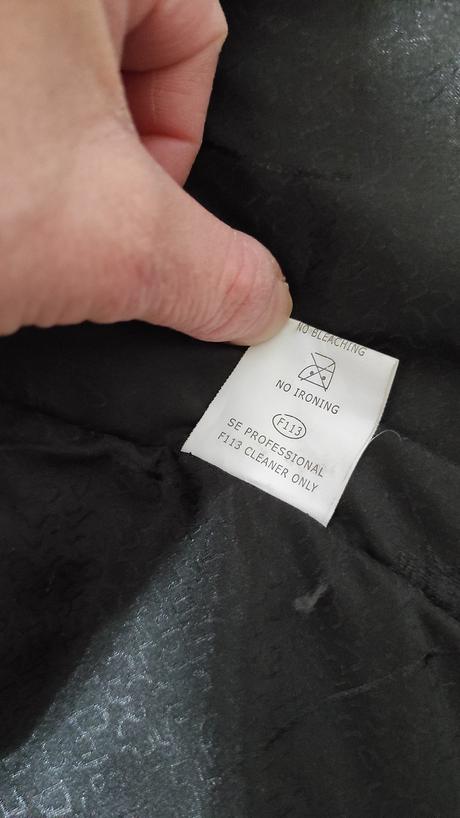 NO BLEACHING
NO IRONING
F113
SE PROFESSIONAL
F113 CLEANER ONLY